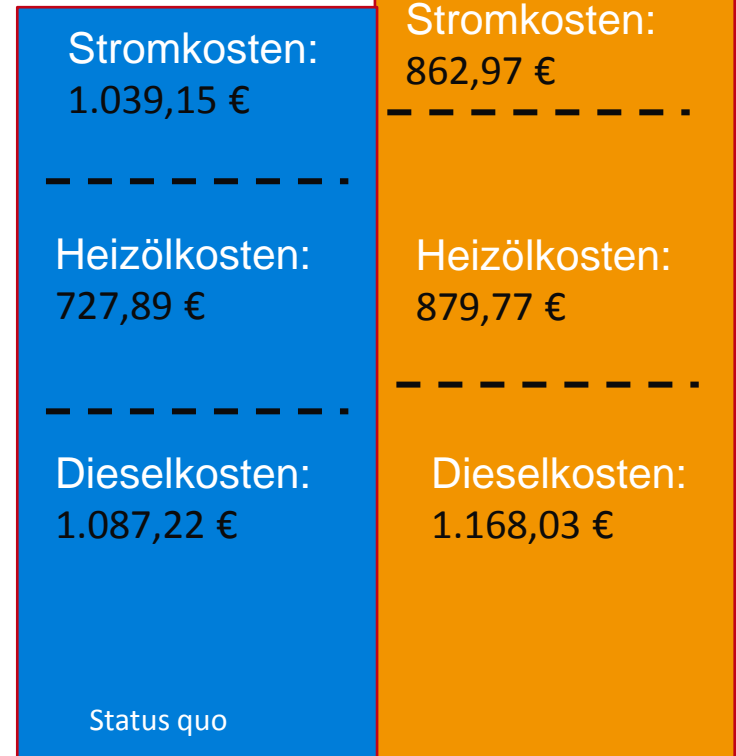 Stromkosten:
1.039,15 €
Heizölkosten:
727,89 €
Dieselkosten:
1.087,22 €
Status quo
Stromkosten:
862,97 €
Heizölkosten:
879,77 €
Dieselkosten:
1.168,03 €